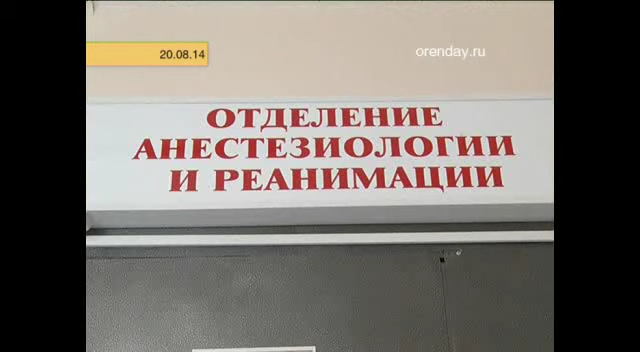 20.08.14
orenday.ru
ОТДЕЛЕНИЕ
АНЕСТЕЗИОЛОГИИ
И РЕАНИМАЦИИ